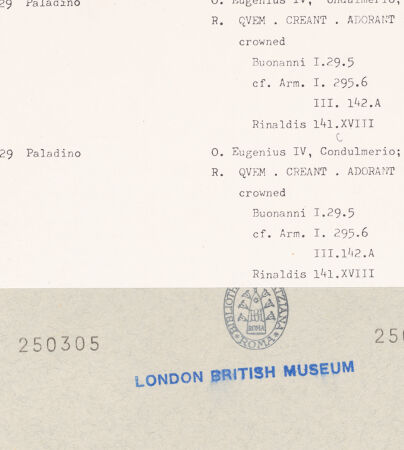 29 Paladino
O. Eugenius IV, Condulmerio;
R. QVEM . CREANT . ADORANT
crowned
Buonanni I.29.5
cf. Arm. I. 295.6
III. 142.A
Rinaldis 141.XVIII
29 Paladino
O. Eugenius IV, Condulmerio;
R. QVEM . CREANT . ADORANT
crowned
Buonanni I.29.5
cf. Arm. I. 295.6
III.142.A
Rinaldis 141.XVIII
ROMA
ROMA
250305
LONDON BRITISH MUSEUM